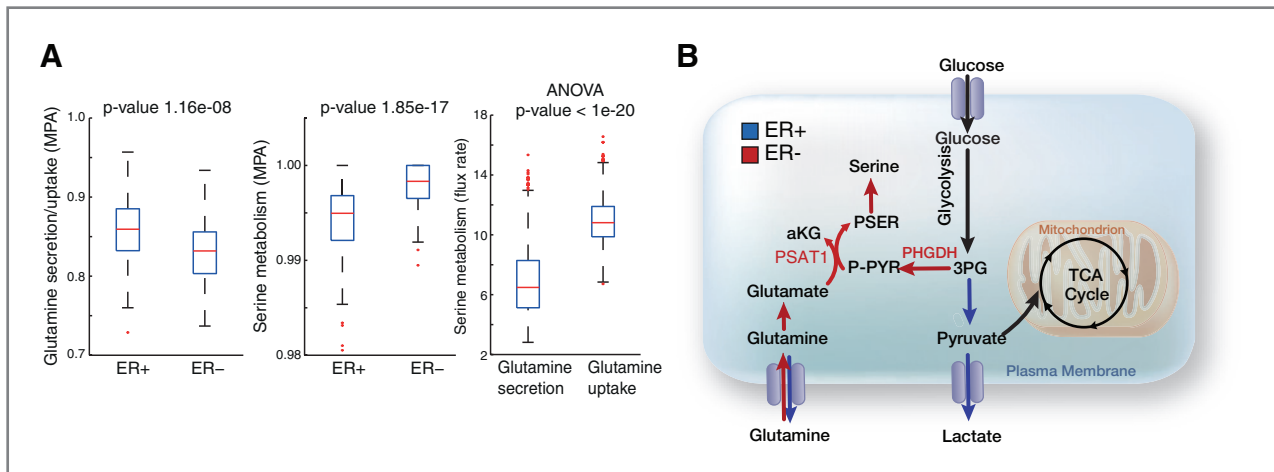 A
p-value 1.16e-08
Glutamine secretion/uptake (MPA)
1.0
0.9
0.8
0.7
ER+
ER−
p-value 1.85e-17
Serine metabolism (MPA)
1.00
0.99
0.98
ER+
ER−
ANOVA
p-value < 1e-20
Serine metabolism (flux rate)
18
14
10
6
2
Glutamine
secretion
Glutamine
uptake
B
Glucose
ER+
ER-
Glucose
Glycolysis
Serine
PSER
aKG
PSAT1
P-PYR
PHGDH
3PG
Mitochondrion
TCA
Cycle
Glutamate
Glutamine
Pyruvate
Plasma Membrane
Glutamine
Lactate